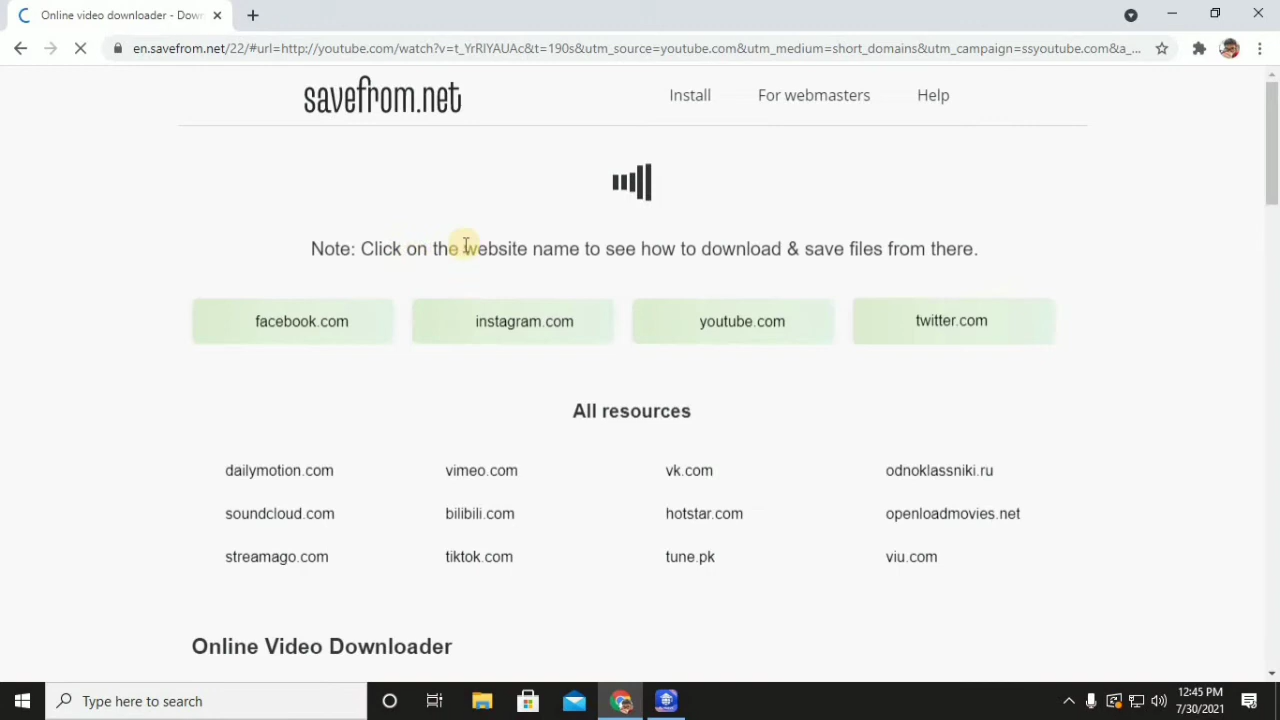 Online video downloader - Dow
en.savefrom.net/22/#url=http://youtube.com/watch?v=t_YrRIYAUAc&t=190s&utm_source=youtube.com&utm_medium=short_domains&utm_campaign=ssyoutube.com&a_...
savefrom.net
Install
For webmasters
Help
Note: Click on the website name to see how to download & save files from there.
facebook.com
instagram.com
youtube.com
twitter.com
All resources
dailymotion.com
vimeo.com
vk.com
odnoklassniki.ru
soundcloud.com
bilibili.com
hotstar.com
openloadmovies.net
streamago.com
tiktok.com
tune.pk
viu.com
Online Video Downloader
Type here to search
12:45 PM
7/30/2021